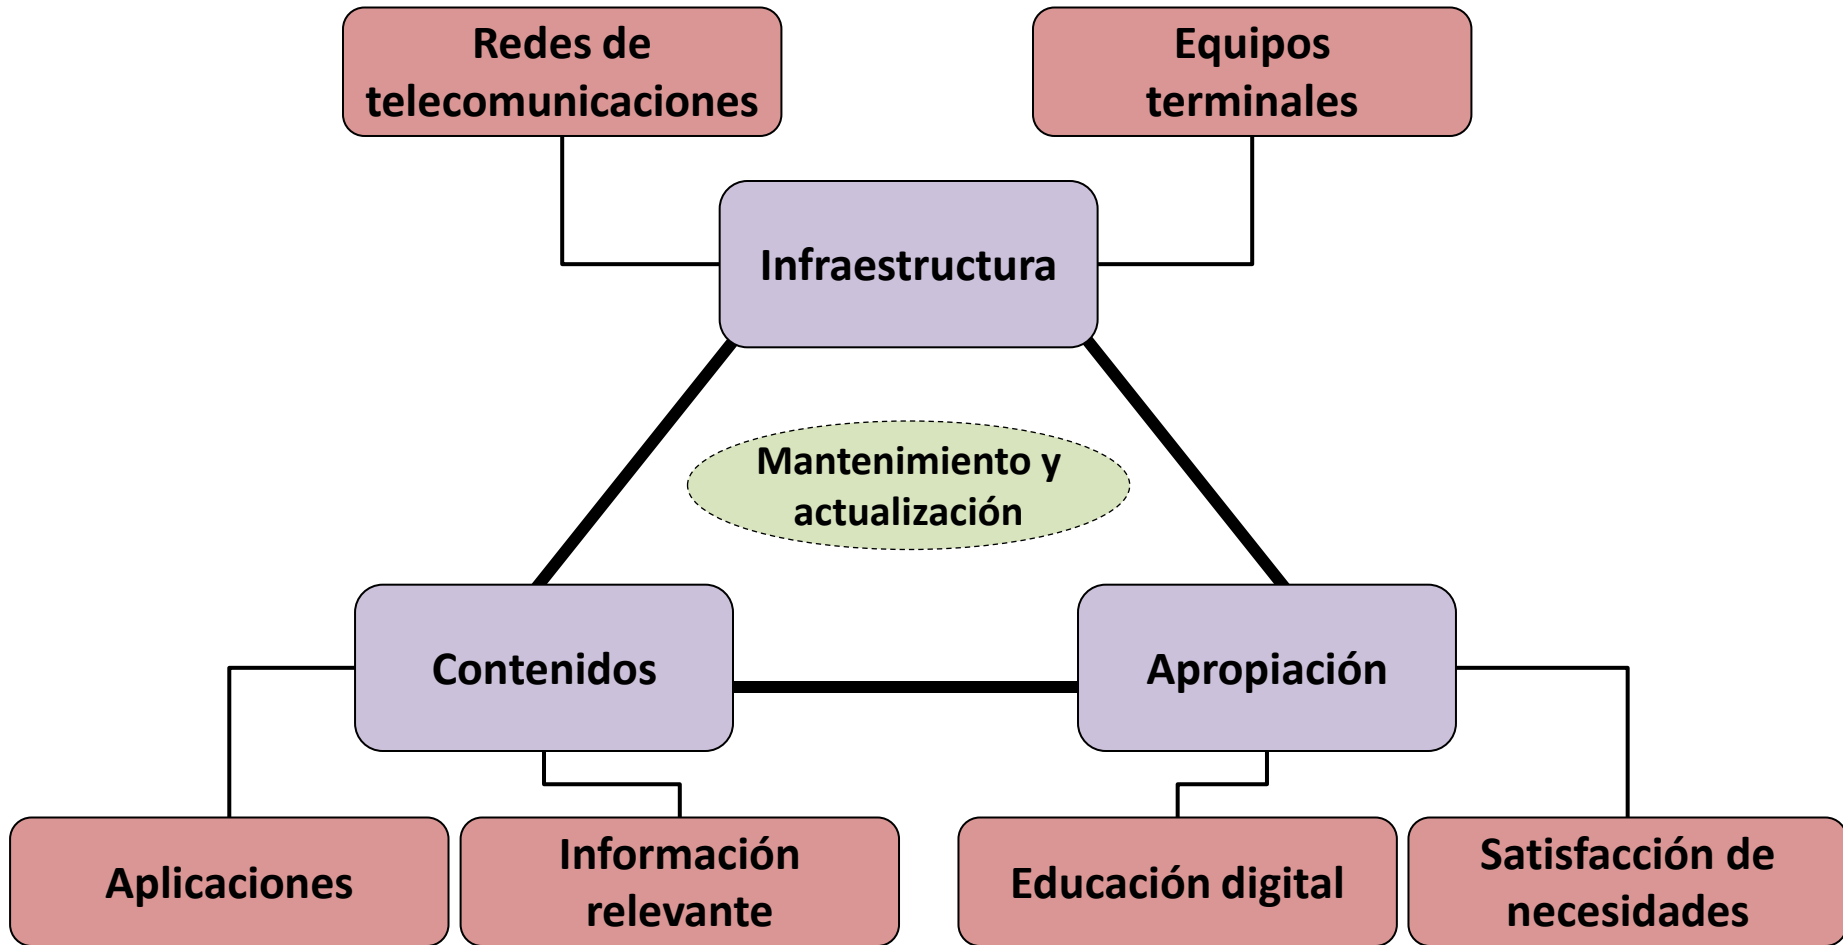 Redes de
telecomunicaciones
Equipos
terminales
Infraestructura
Mantenimiento y
actualización
Contenidos
Apropiación
Aplicaciones
Información
relevante
Educación digital
Satisfacción de
necesidades